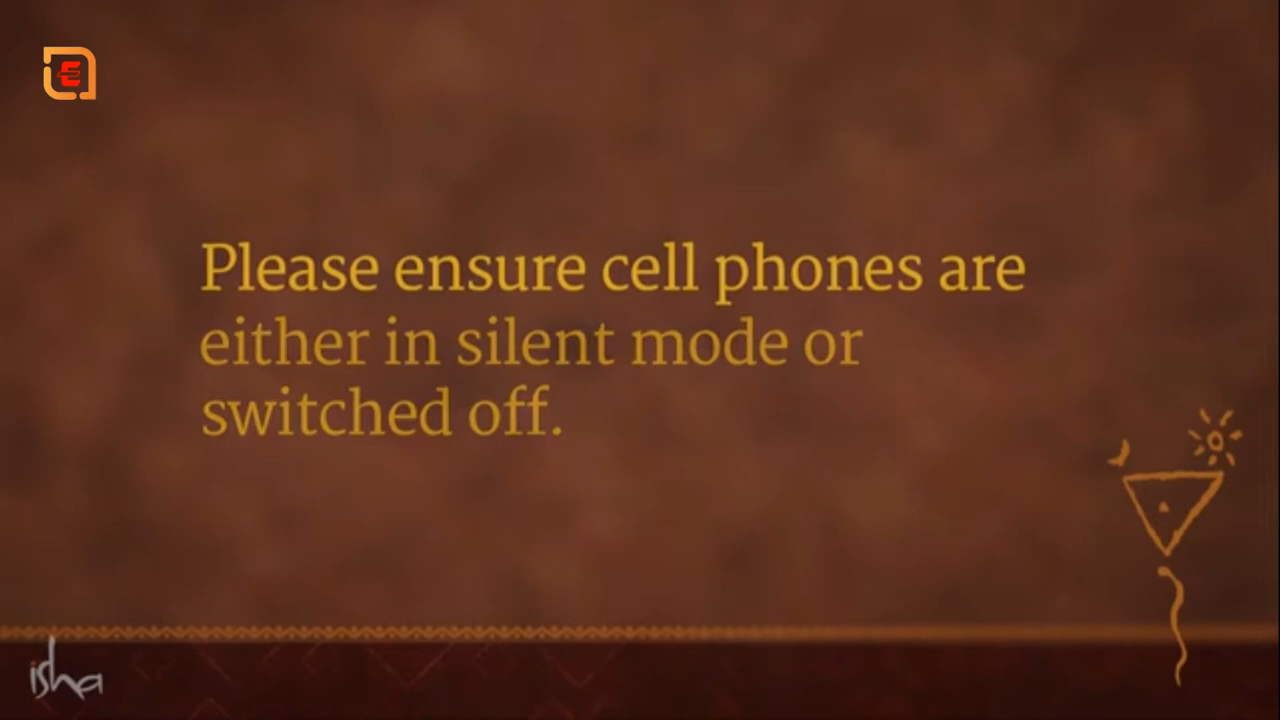 E
Please ensure cell phones are
either in silent mode or
switched off.
isha